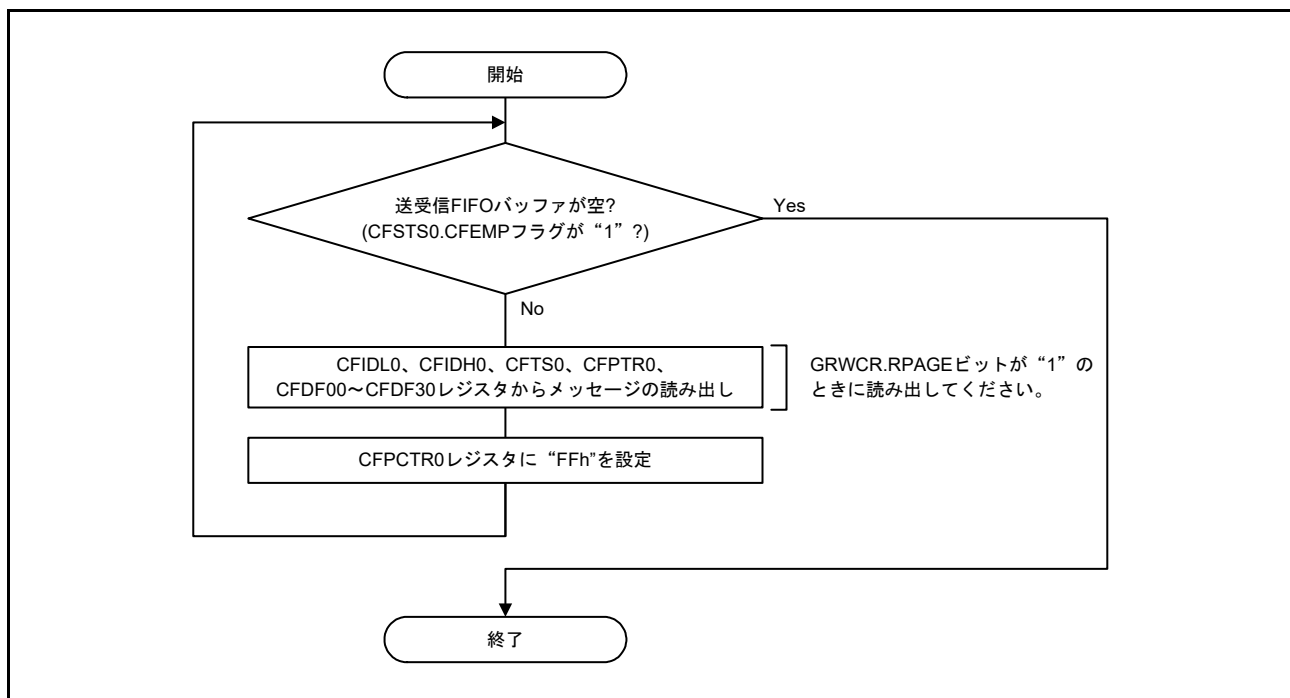 開始
送受信FIFOバッファが空?
(CFSTS0.CFEMPフラグが“1”?)
Yes
No
CFIDL0、CFIDH0、CFTS0、CFPTR0、
CFDF00～CFDF30レジスタからメッセージの読み出し
GRWCR.RPAGEビットが“1”の
ときに読み出してください。
CFPCTR0レジスタに“FFh”を設定
終了